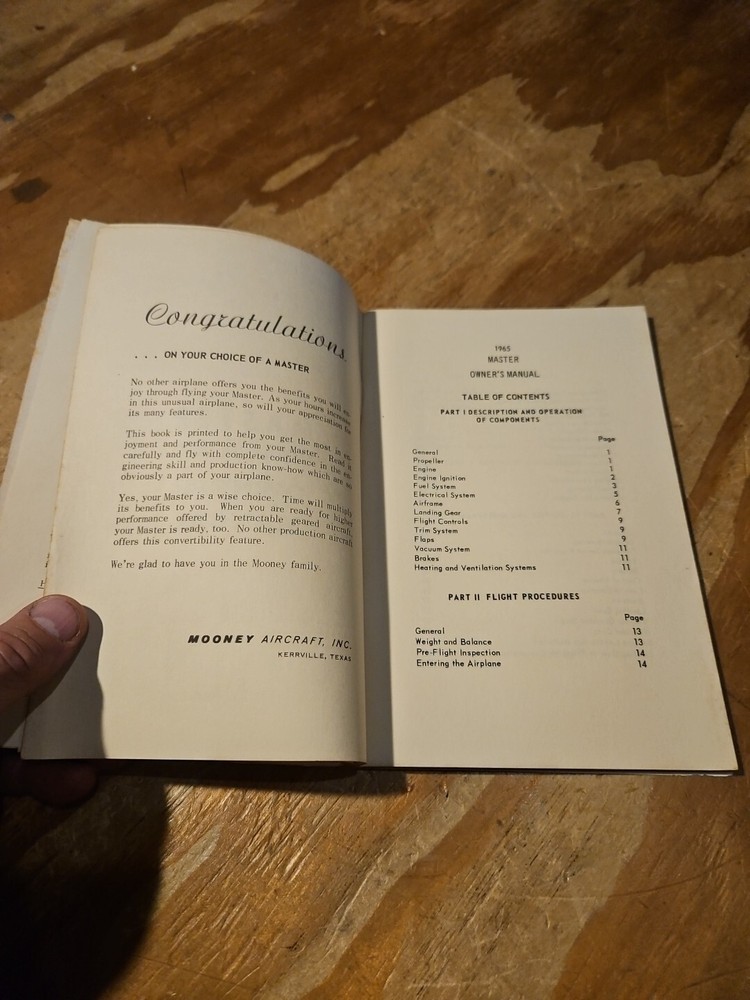 Congratulations.
. . . ON YOUR CHOICE OF A MASTER
No other airplane offers you the benefits you will en-
joy through flying your Master. As your hours increase
in this unusual airplane, so will your appreciation for
its many features.
This book is printed to help you get the most in en-
joyment and performance from your Master. Read it
carefully and fly with complete confidence in the en-
gineering skill and production know-how which are so
obviously a part of your airplane.
Yes, your Master is a wise choice. Time will multiply
its benefits to you. When you are ready for higher
performance offered by retractable geared aircraft,
your Master is ready, too. No other production aircraft
offers this convertibility feature.
We're glad to have you in the Mooney family.
MOONEY AIRCRAFT, INC.
KERRVILLE, TEXAS
1965
MASTER
OWNER'S MANUAL
TABLE OF CONTENTS
PART I DESCRIPTION AND OPERATION
OF COMPONENTS
Page
General 1
Propeller 1
Engine 1
Engine Ignition 2
Fuel System 3
Electrical System 5
Airframe 6
Landing Gear 7
Flight Controls 9
Trim System 9
Flaps 9
Vacuum System 11
Brakes 11
Heating and Ventilation Systems 11
PART II FLIGHT PROCEDURES
Page
General 13
Weight and Balance 13
Pre-Flight Inspection 14
Entering the Airplane 14